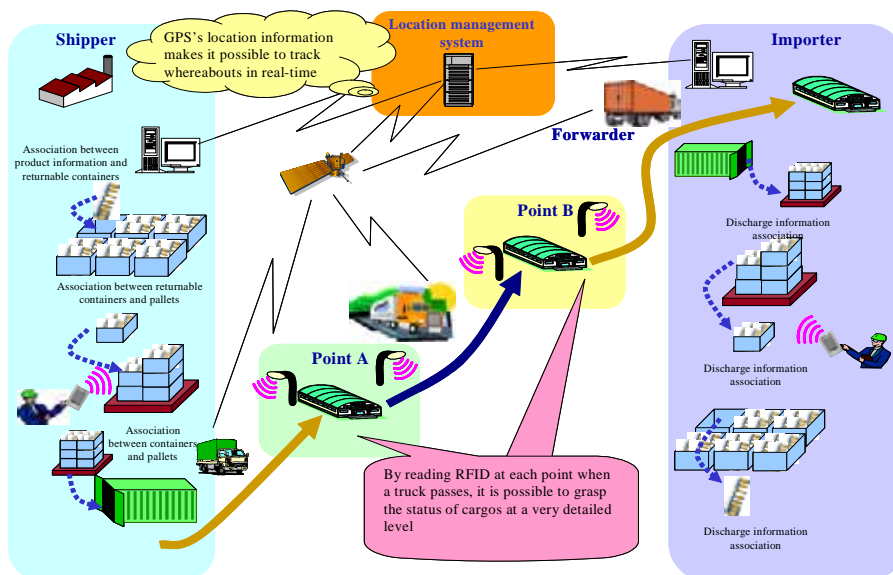 Shipper
GPS's location information
makes it possible to track
whereabouts in real-time
Location management
system
Importer
Forwarder
Association between
product information and
returnable containers
Association between returnable
containers and pallets
Association
between containers
and pallets
Point A
Point B
By reading RFID at each point when
a truck passes, it is possible to grasp
the status of cargos at a very detailed
level
Discharge information
association
Discharge information
association
Discharge information
association